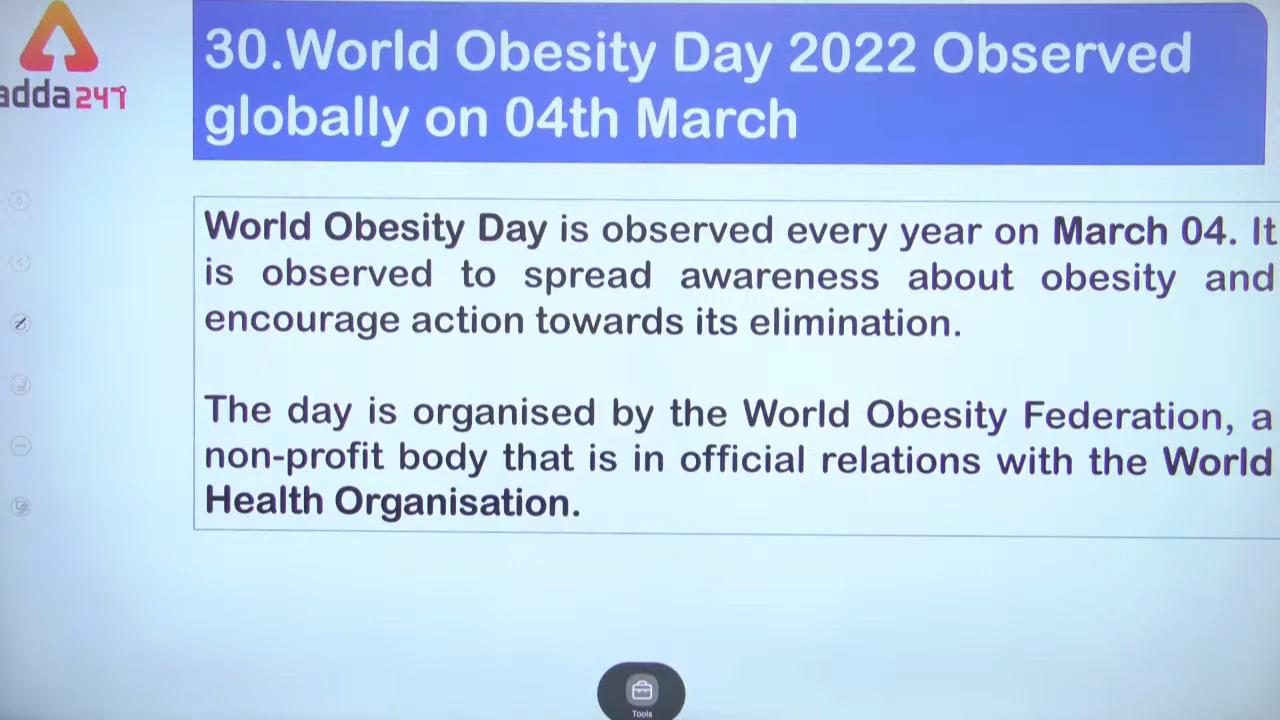 adda247
30.World Obesity Day 2022 Observed
globally on 04th March
World Obesity Day is observed every year on March 04. It
is observed to spread awareness about obesity and
encourage action towards its elimination.
The day is organised by the World Obesity Federation, a
non-profit body that is in official relations with the World
Health Organisation.
Tools